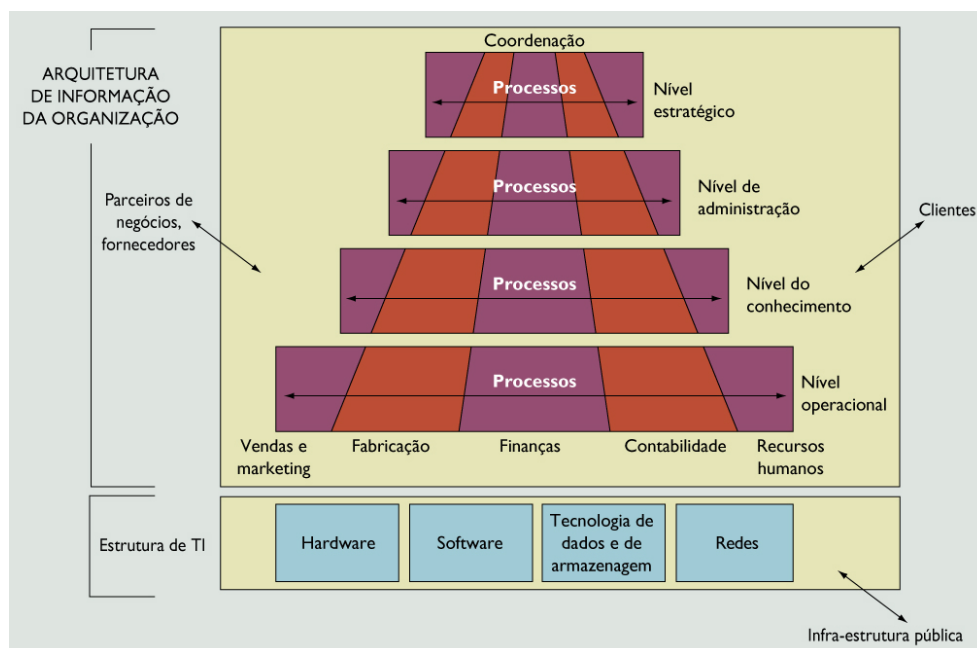 Coordenação
ARQUITETURA
DE INFORMAÇÃO
DA ORGANIZAÇÃO
Processos
Nível
estratégico
Processos
Nível de
administração
Parceiros de
negócios,
fornecedores
Clientes
Processos
Nível do
conhecimento
Processos
Nível
operacional
Vendas e
marketing
Fabricação
Finanças
Contabilidade
Recursos
humanos
Estrutura de TI
Hardware
Software
Tecnologia de
dados e de
armazenagem
Redes
Infra-estrutura pública